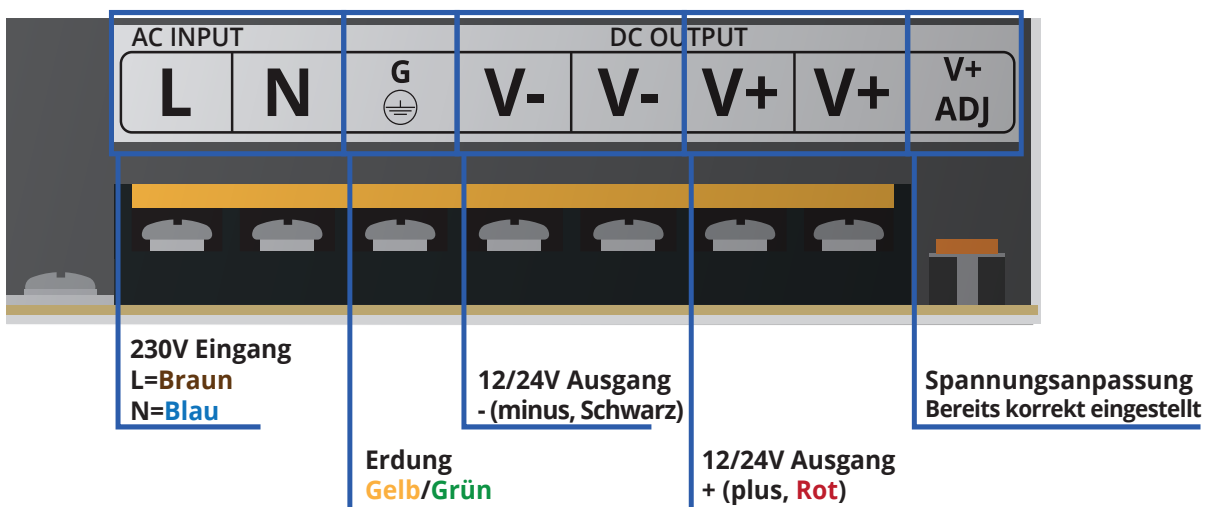 AC INPUT
DC OUTPUT
L
N
G
V-
V-
V+
V+
V+
ADJ
230V Eingang
L=Braun
N=Blau
Erdung
Gelb/Grün
12/24V Ausgang
- (minus, Schwarz)
12/24V Ausgang
+ (plus, Rot)
Spannungsanpassung
Bereits korrekt eingestellt